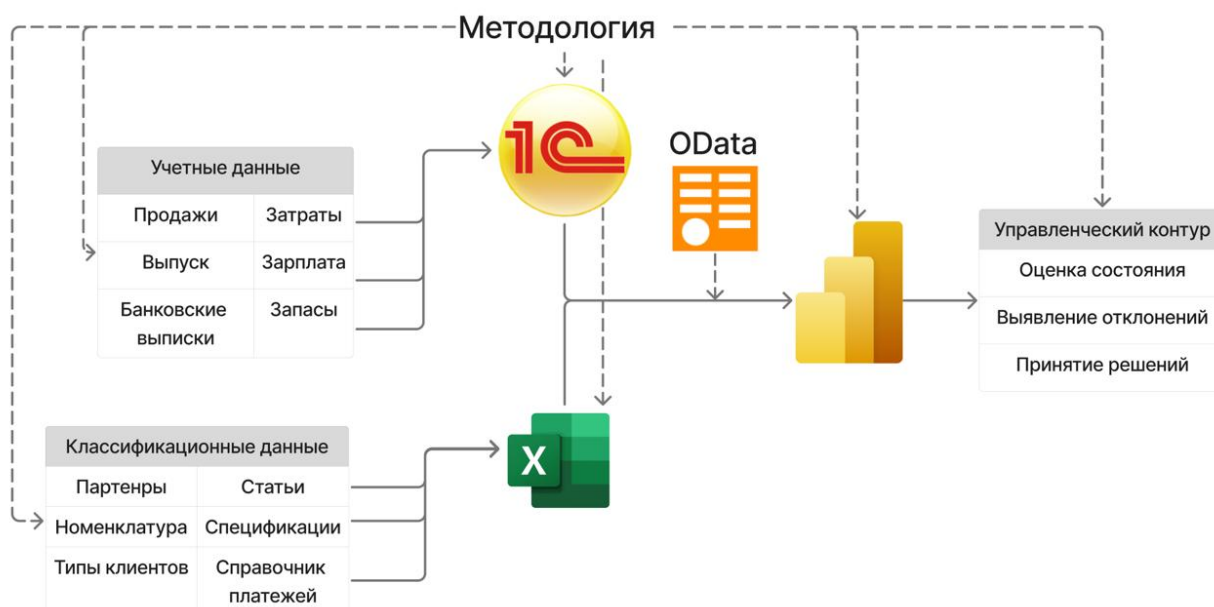 Методология
1С
OData
Учетные данные
Продажи Затраты
Выпуск Зарплата
Банковские Запасы
выписки
Управленческий контур
Оценка состояния
Выявление отклонений
Принятие решений
X
Классификационные данные
Партенры Статьи
Номенклатура Спецификации
Типы клиентов Справочник
платежей